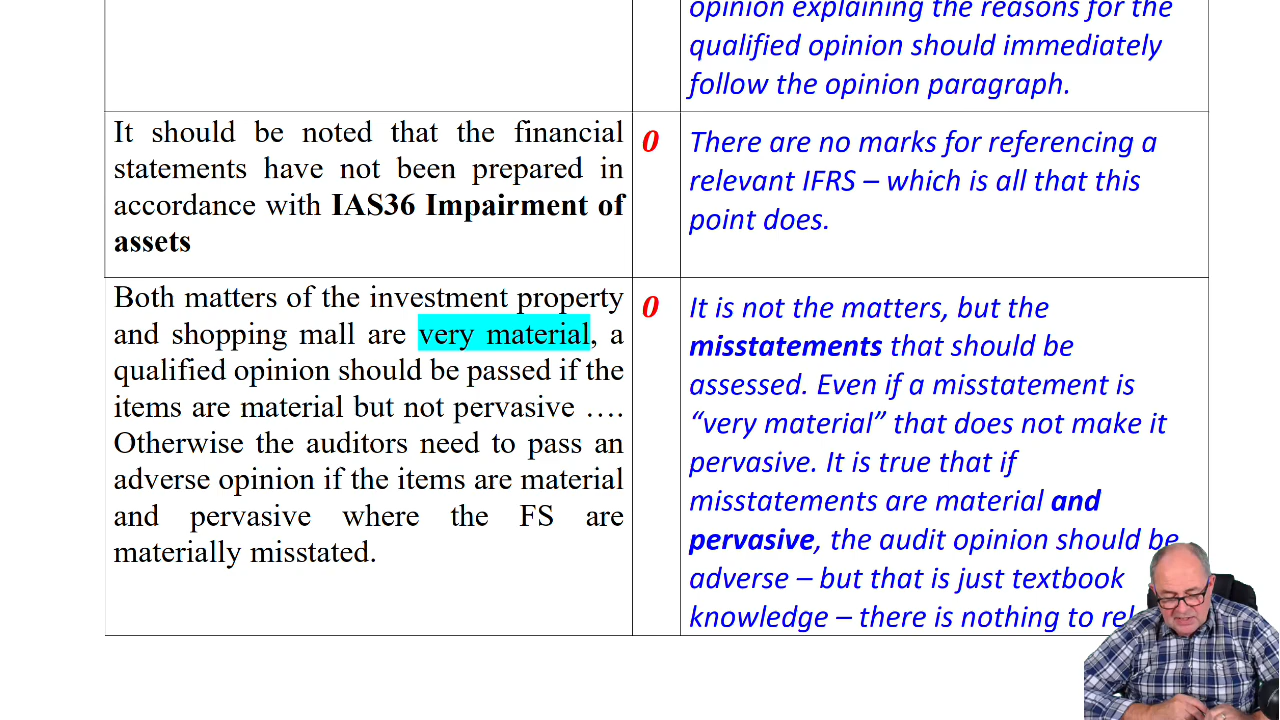 opinion explaining the reasons for the
qualified opinion should immediately
follow the opinion paragraph.
It should be noted that the financial
statements have not been prepared in
accordance with IAS36 Impairment of
assets
0
There are no marks for referencing a
relevant IFRS – which is all that this
point does.
Both matters of the investment property
and shopping mall are very material, a
qualified opinion should be passed if the
items are material but not pervasive ….
Otherwise the auditors need to pass an
adverse opinion if the items are material
and pervasive where the FS are
materially misstated.
0
It is not the matters, but the
misstatements that should be
assessed. Even if a misstatement is
“very material” that does not make it
pervasive. It is true that if
misstatements are material and
pervasive, the audit opinion should be
adverse – but that is just textbook
knowledge – there is nothing to